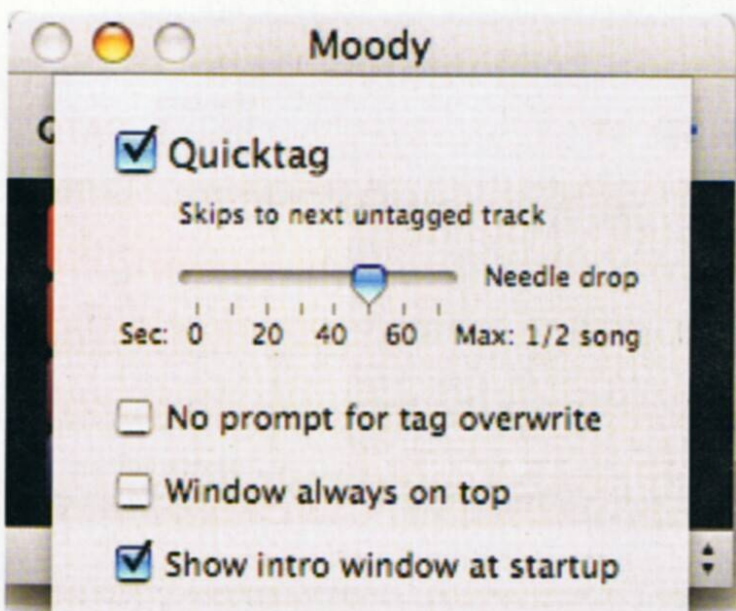 Moody
Quicktag
Skips to next untagged track
Needle drop
Sec: 0 20 40 60 Max: 1/2 song
No prompt for tag overwrite
Window always on top
Show intro window at startup